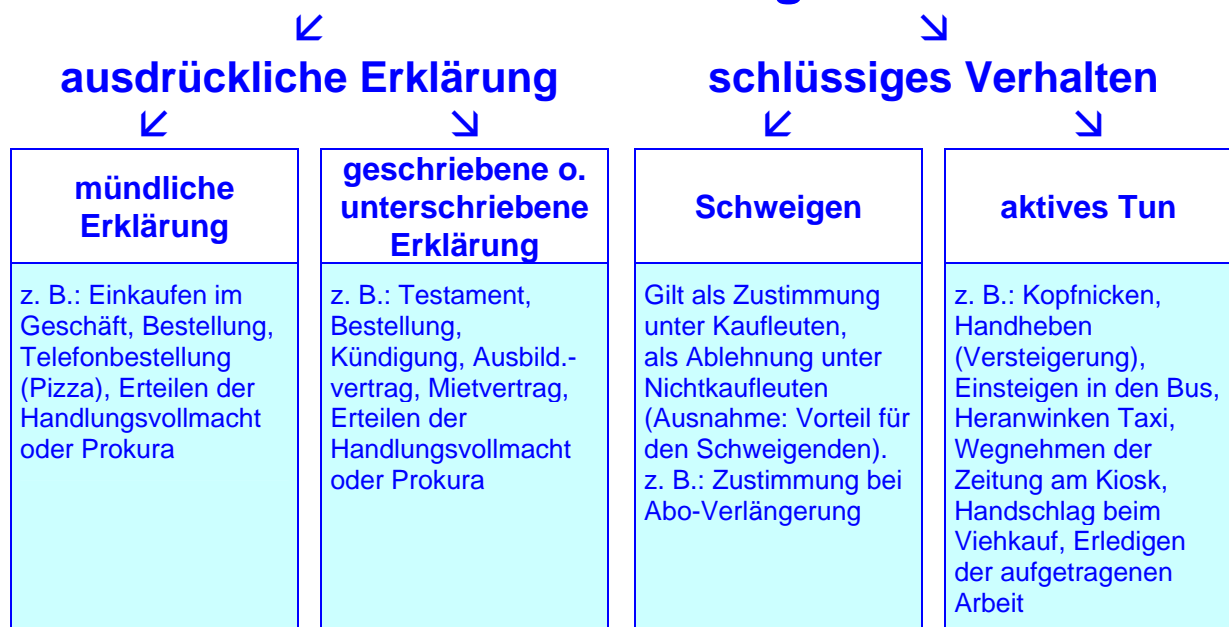 ausdrückliche Erklärung
schlüssiges Verhalten
mündliche
Erklärung
geschriebene o.
unterschriebene
Erklärung
Schweigen
aktives Tun
z. B.: Einkaufen im
Geschäft, Bestellung,
Telefonbestellung
(Pizza), Erteilen der
Handlungsvollmacht
oder Prokura
z. B.: Testament,
Bestellung,
Kündigung, Ausbild.-
vertrag, Mietvertrag,
Erteilen der
Handlungsvollmacht
oder Prokura
Gilt als Zustimmung
unter Kaufleuten,
als Ablehnung unter
Nichtkaufleuten
(Ausnahme: Vorteil für
den Schweigenden).
z. B.: Zustimmung bei
Abo-Verlängerung
z. B.: Kopfnicken,
Handheben
(Versteigerung),
Einsteigen in den Bus,
Heranwinken Taxi,
Wegnehmen der
Zeitung am Kiosk,
Handschlag beim
Viehkauf, Erledigen
der aufgetragenen
Arbeit